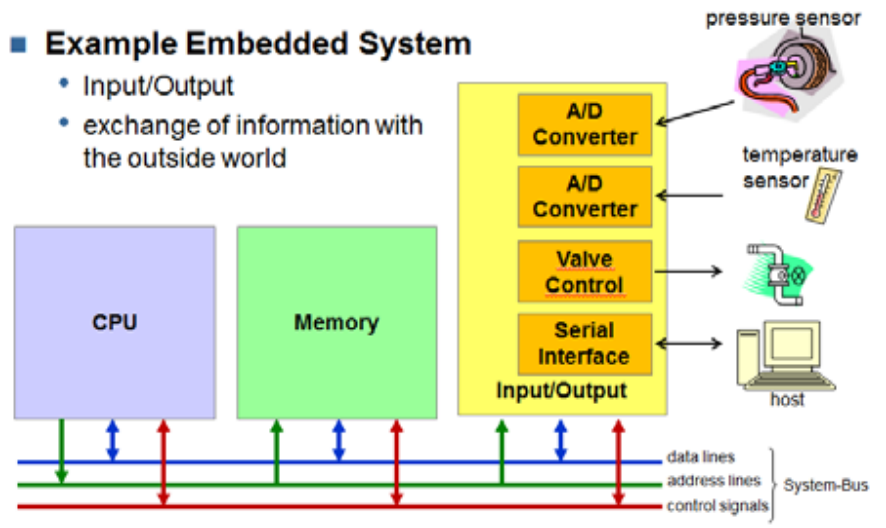 Example Embedded System
Input/Output
exchange of information with
the outside world
pressure sensor
A/D
Converter
temperature
sensor
A/D
Converter
Valve
Control
Serial
Interface
Input/Output
host
CPU
Memory
data lines
address lines
control signals
System-Bus